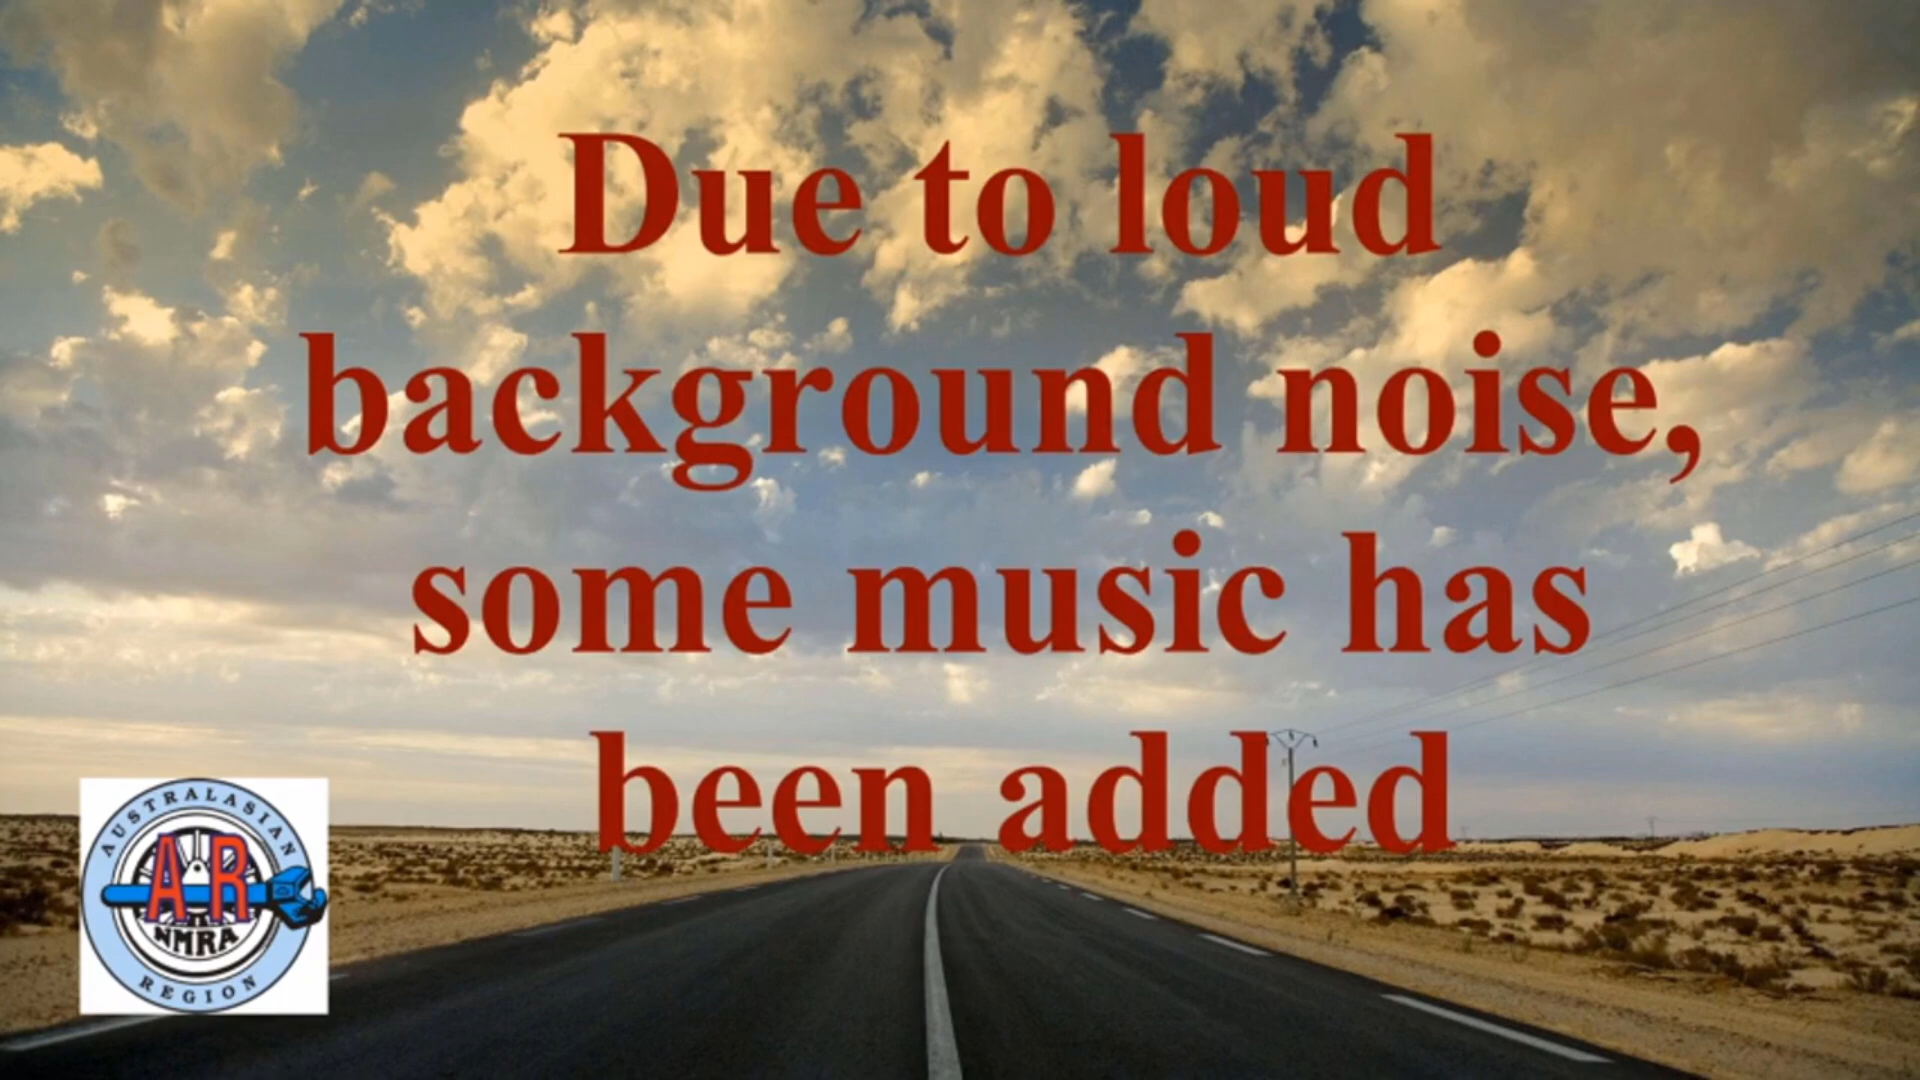 Due to loud
background noise,
some music has
been added
AUSTRALASIAN
AR
NMRA
REGION